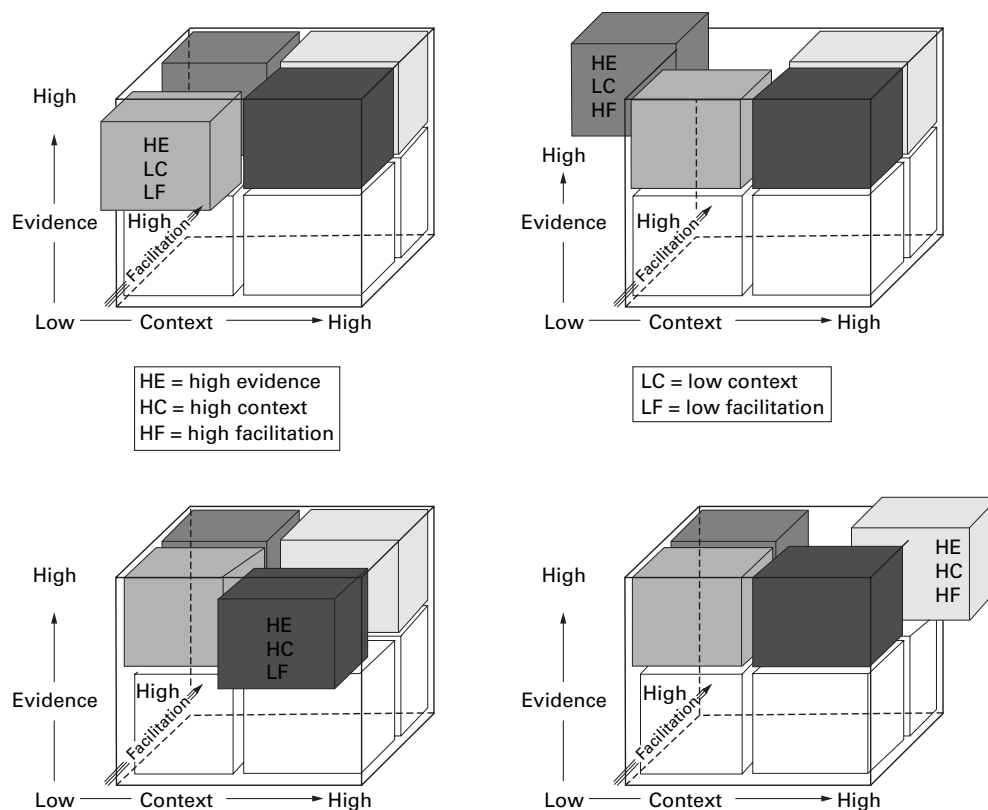 High
HE
LC
LF
Evidence
High
Facilitation
Low Context High
HE
LC
HF
High
Evidence
High
Facilitation
Low Context High
HE = high evidence
HC = high context
HF = high facilitation
LC = low context
LF = low facilitation
High
HE
HC
LF
High
Evidence
Facilitation
Low Context High
HE
HC
HF
High
High
Evidence
Facilitation
Low Context High